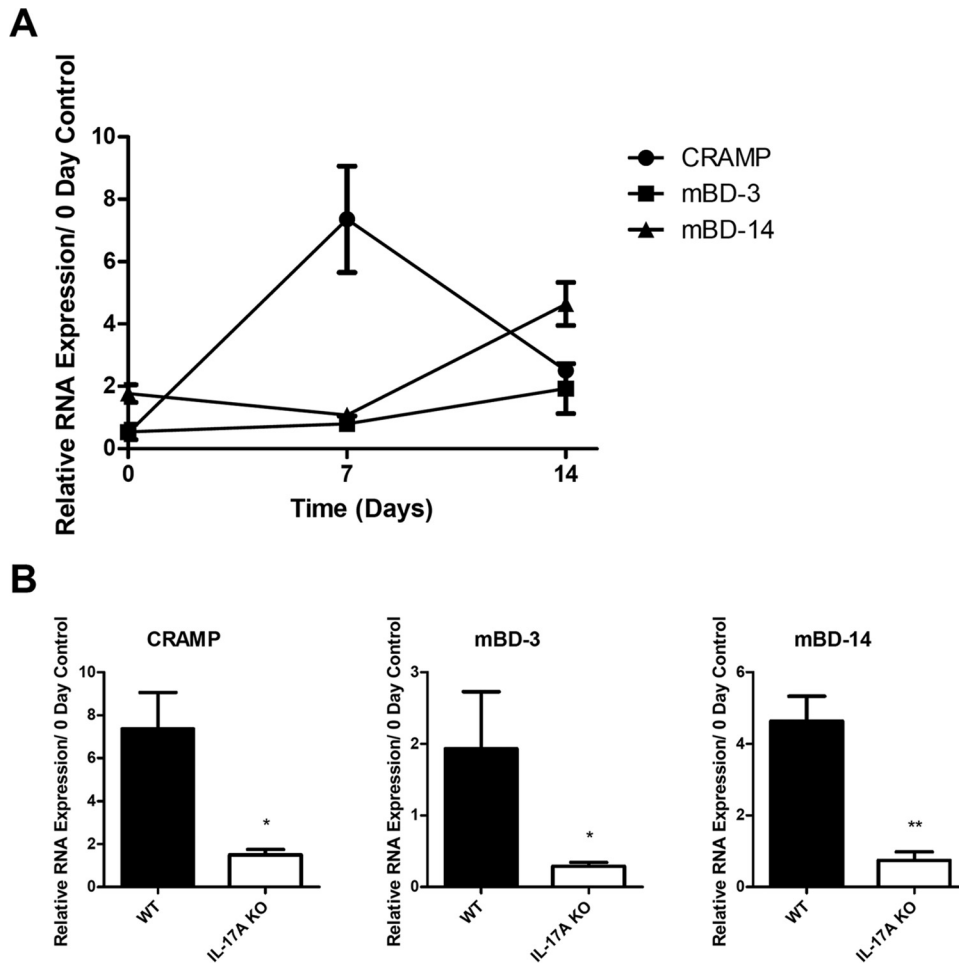 A
Relative RNA Expression/ 0 Day Control
10
8
6
4
2
0
0 7 14
Time (Days)
CRAMP
mBD-3
mBD-14
B
CRAMP
Relative RNA Expression/ 0 Day Control
10
8
6
4
2
0
*
WT
IL-17A KO
mBD-3
Relative RNA Expression/ 0 Day Control
3
2
1
0
*
WT
IL-17A KO
mBD-14
Relative RNA Expression/ 0 Day Control
6
4
2
0
**
WT
IL-17A KO